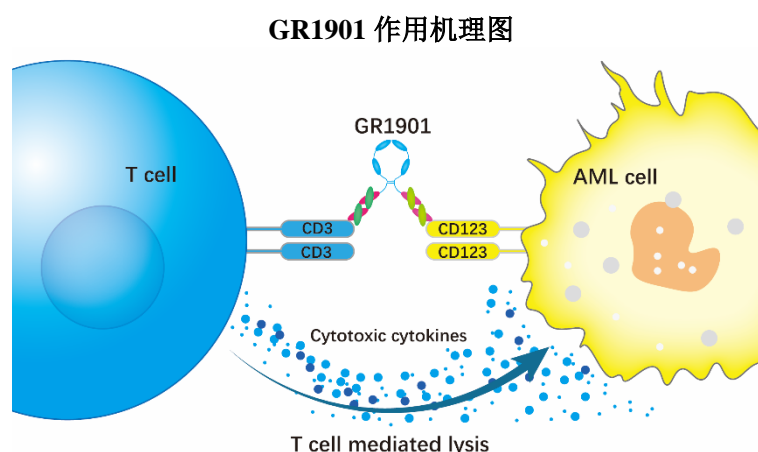 GR1901 作用机理图
GR1901
T cell
AML cell
CD3
CD123
CD3
CD123
Cytotoxic cytokines
T cell mediated lysis